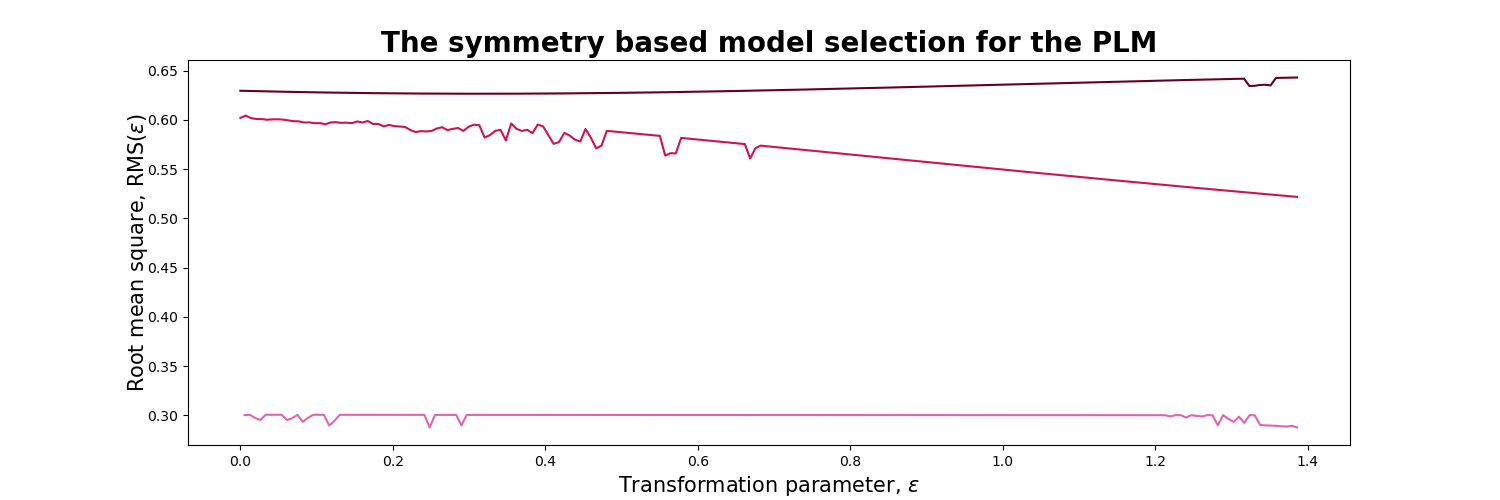 The symmetry based model selection for the PLM
Root mean square, RMS(ε)
0.65
0.60
0.55
0.50
0.45
0.40
0.35
0.30
0.0 0.2 0.4 0.6 0.8 1.0 1.2 1.4
Transformation parameter, ε